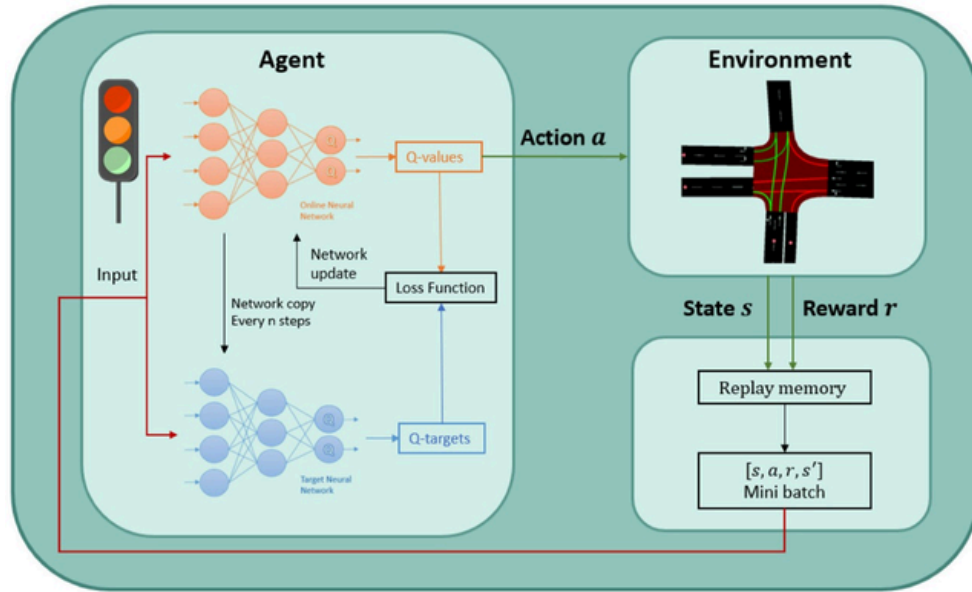 Agent
Environment
Q-values
Action a
Online Neural
Network
Network
update
Input
Loss Function
Network copy
Every n steps
State s
Reward r
Replay memory
Q-targets
[s, a, r, s′]
Mini batch
Target Neural
Network